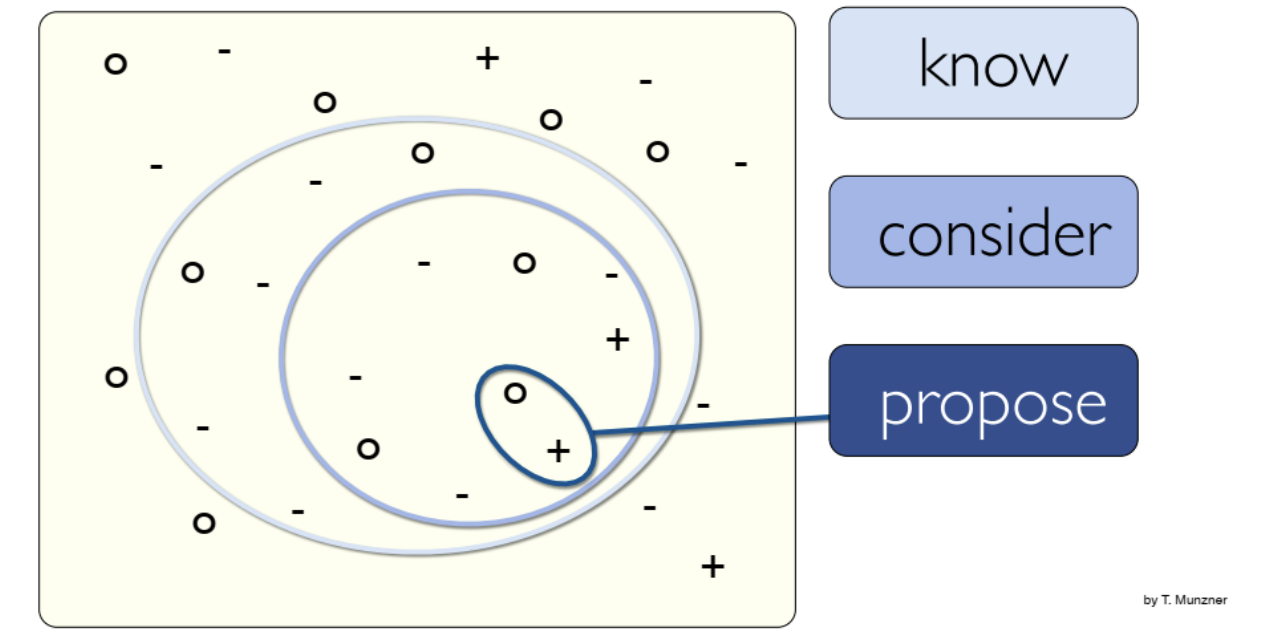 know
consider
propose
by T. Munzner